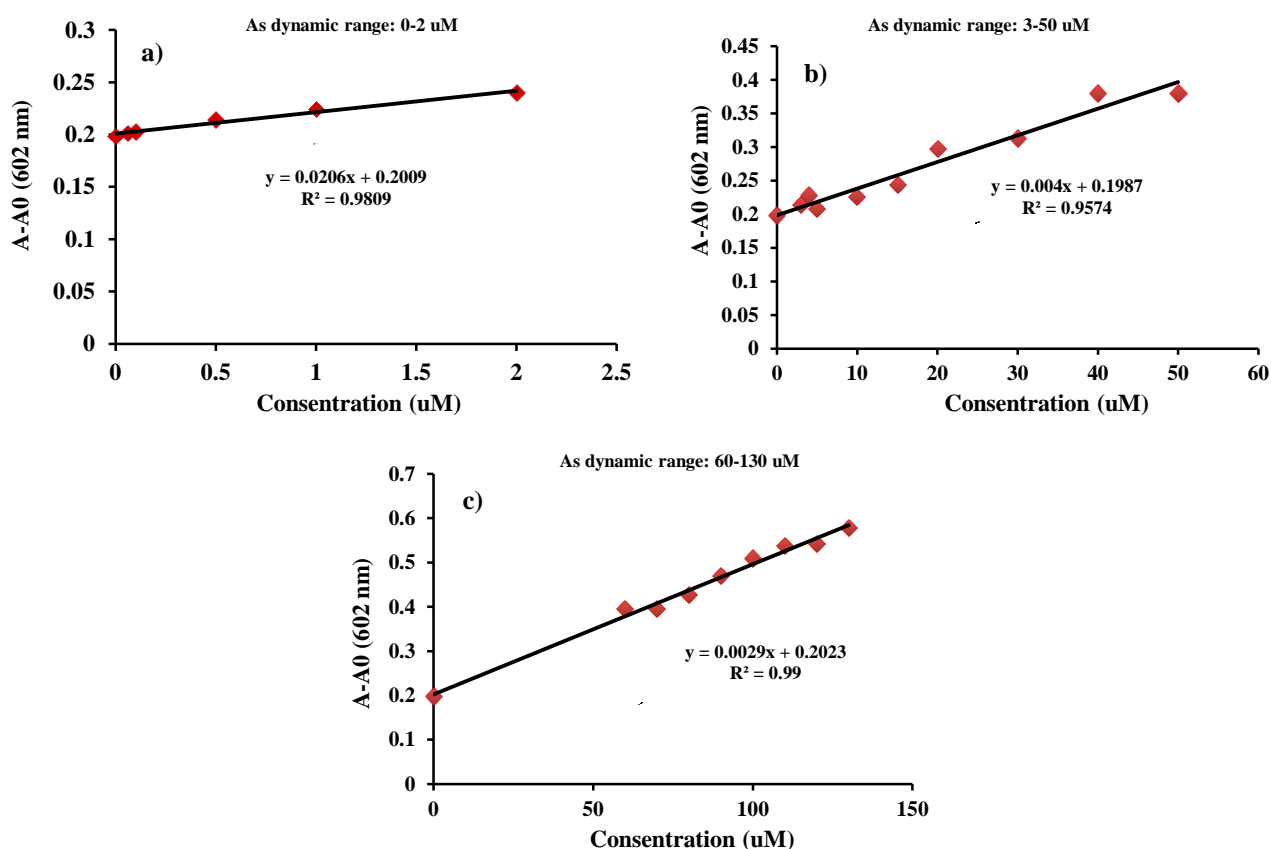 As dynamic range: 0-2 uM
a)
0.3
0.25
0.2
0.15
0.1
0.05
0
A-A0 (602 nm)
y = 0.0206x + 0.2009
R² = 0.9809
0 0.5 1 1.5 2 2.5
Consentration (uM)
As dynamic range: 3-50 uM
b)
0.45
0.4
0.35
0.3
0.25
0.2
0.15
0.1
0.05
0
A-A0 (602 nm)
y = 0.004x + 0.1987
R² = 0.9574
0 10 20 30 40 50 60
Consentration (uM)
As dynamic range: 60-130 uM
c)
0.7
0.6
0.5
0.4
0.3
0.2
0.1
0
A-A0 (602 nm)
y = 0.0029x + 0.2023
R² = 0.99
0 50 100 150
Consentration (uM)